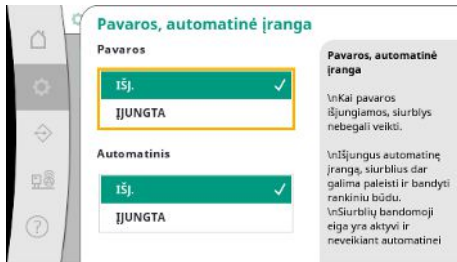 Pavaros, automatinė įranga
Pavaros
IŠJ.
ĮJUNGTA
Automatinis
IŠJ.
ĮJUNGTA
Pavaros, automatinė
įranga
\nKai pavaros
išjungiamos, siurblys
nebegali veikti.
\nIšjungus automatinę
įrangą, siurblius dar
galima paleisti ir bandyti
rankiniu būdu.
\nSiurblių bandomoji
eiga yra aktyvi ir
neveikiant automatinei